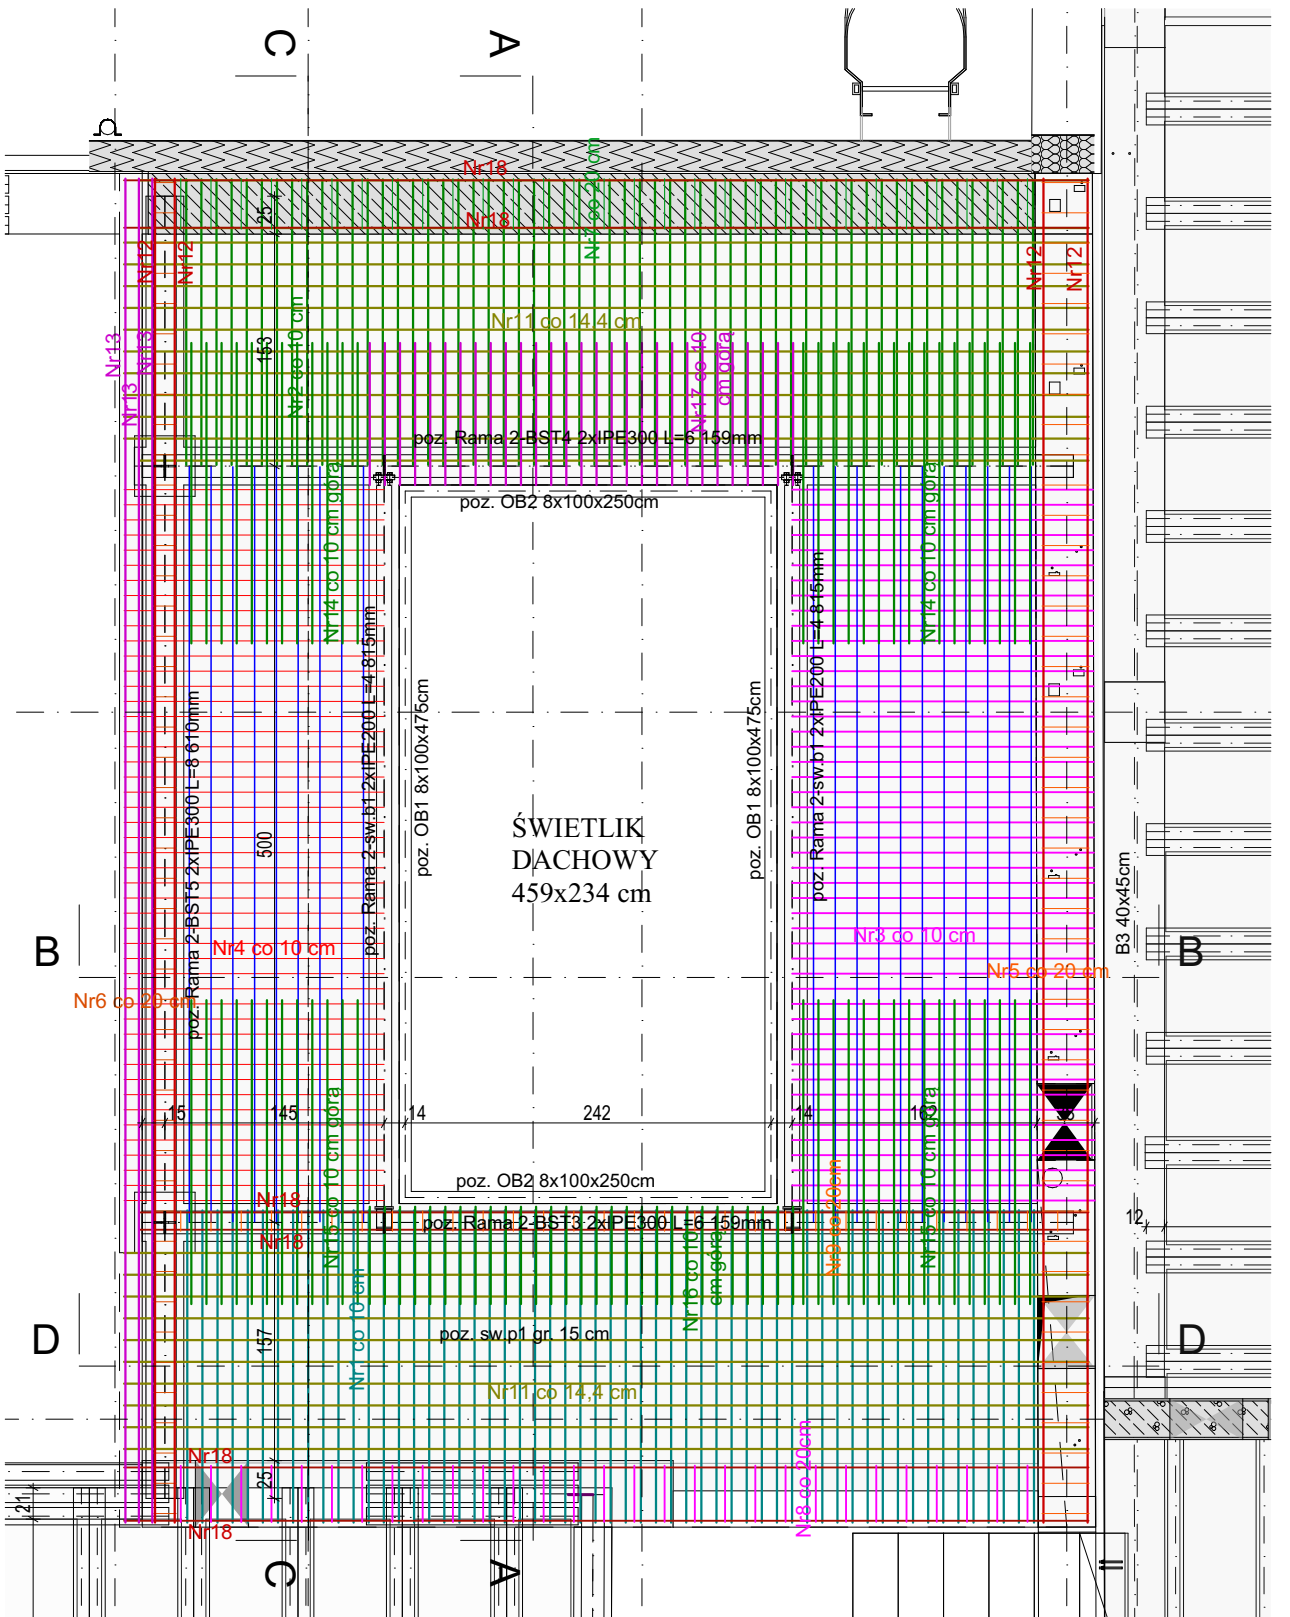 C
A
Nr18
Nr7 co 20 cm
25
Nr18
Nr12
Nr12
Nr12
Nr12
Nr11 co 14,4 cm
Nr13
Nr13
Nr13
153
Nr2 co 10 cm
Nr17 co 10
cm górą
poz. Rama 2-BST4 2xIPE300 L=6 159mm
poz. OB2 8x100x250cm
Nr14 co 10 cm górą
Nr14 co 10 cm górą
poz. Rama 2-BST5 2xIPE300 L=8 610mm
poz. Rama 2-sw.b1 2xIPE200 L=4 815mm
poz. OB1 8x100x475cm
poz. OB1 8x100x475cm
poz. Rama 2-sw.b1 2xIPE200 L=4 815mm
ŚWIETLIK
DACHOWY
459x234 cm
500
B3 40x45cm
B
Nr4 co 10 cm
Nr3 co 10 cm
B
Nr6 co 20 cm
Nr5 co 20 cm
15
145
14
242
14
Nr15 co 10 cm górą
Nr15 co 10 cm górą
poz. OB2 8x100x250cm
Nr18
poz. Rama 2-BST3 2xIPE300 L=6 159mm
Nr9 co 20cm
12
Nr18
Nr16 co 10
cm górą
D
157
Nr1 co 10 cm
poz. sw.p1 gr. 15 cm
D
Nr11 co 14,4 cm
Nr18
25
Nr8 co 20cm
21
Nr18
C
A